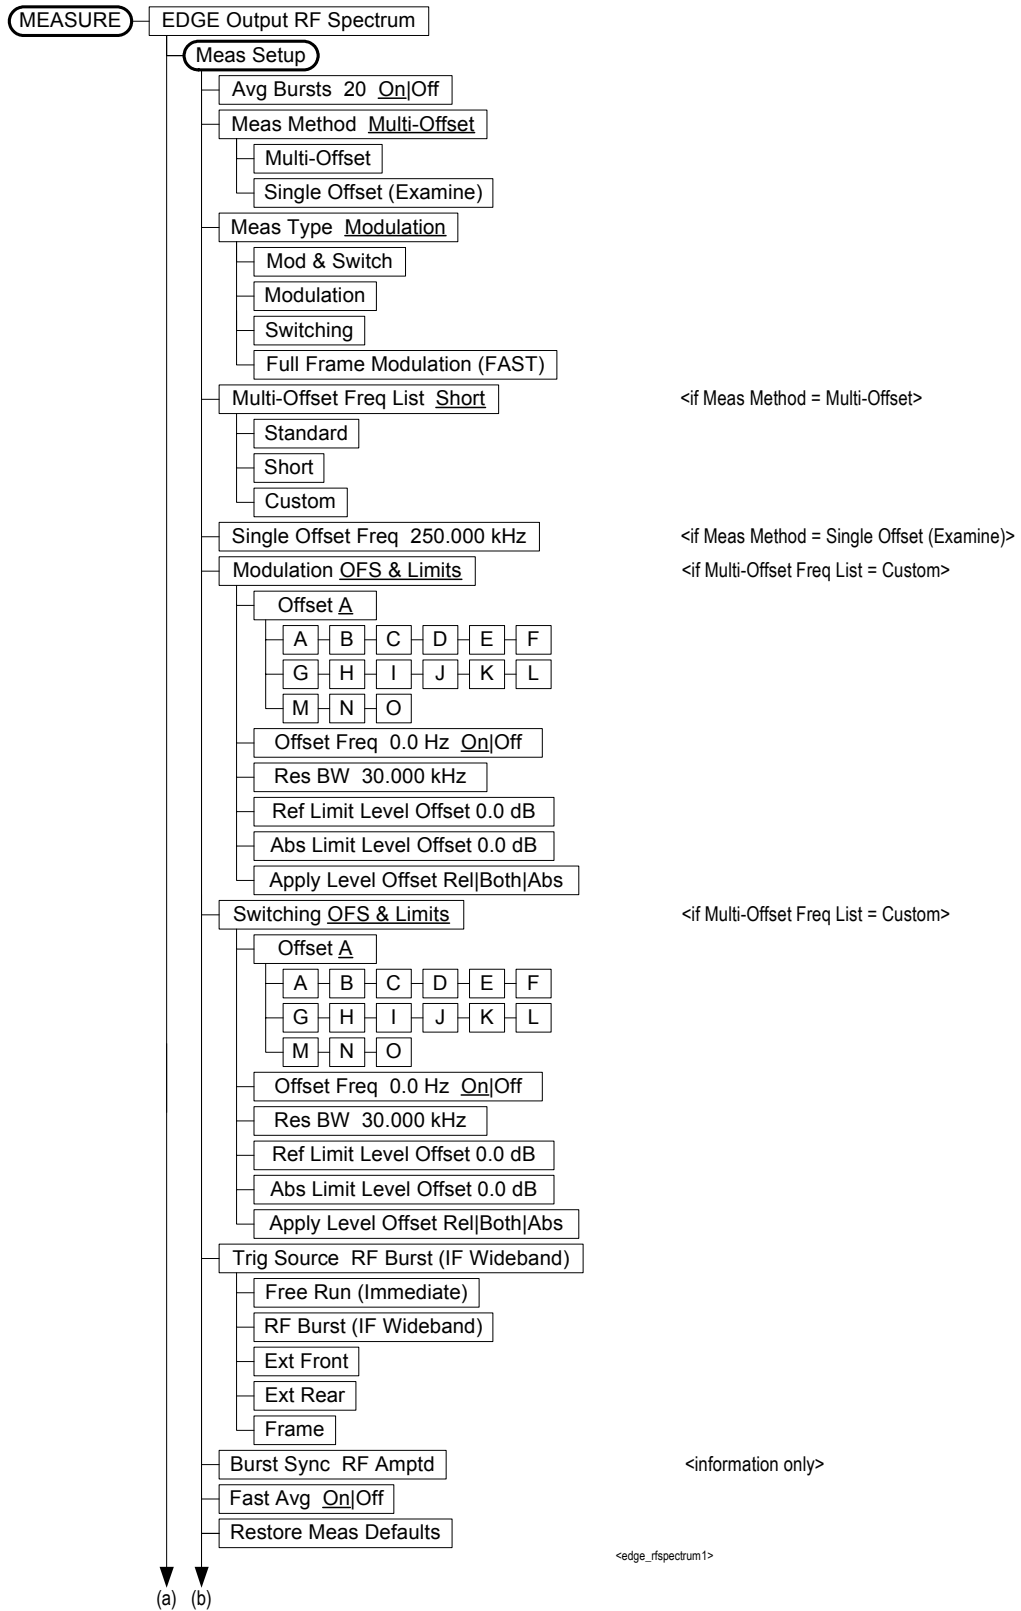 MEASURE EDGE Output RF Spectrum
Meas Setup
Avg Bursts 20 On|Off
Meas Method Multi-Offset
Multi-Offset
Single Offset (Examine)
Meas Type Modulation
Mod & Switch
Modulation
Switching
Full Frame Modulation (FAST)
Multi-Offset Freq List Short <if Meas Method = Multi-Offset>
Standard
Short
Custom
Single Offset Freq 250.000 kHz <if Meas Method = Single Offset (Examine)>
Modulation OFS & Limits <if Multi-Offset Freq List = Custom>
Offset A
A B C D E F
G H I J K L
M N O
Offset Freq 0.0 Hz On|Off
Res BW 30.000 kHz
Ref Limit Level Offset 0.0 dB
Abs Limit Level Offset 0.0 dB
Apply Level Offset Rel|Both|Abs
Switching OFS & Limits <if Multi-Offset Freq List = Custom>
Offset A
A B C D E F
G H I J K L
M N O
Offset Freq 0.0 Hz On|Off
Res BW 30.000 kHz
Ref Limit Level Offset 0.0 dB
Abs Limit Level Offset 0.0 dB
Apply Level Offset Rel|Both|Abs
Trig Source RF Burst (IF Wideband)
Free Run (Immediate)
RF Burst (IF Wideband)
Ext Front
Ext Rear
Frame
Burst Sync RF Amptd <information only>
Fast Avg On|Off
Restore Meas Defaults
<edge_rfspectrum1>
(a) (b)